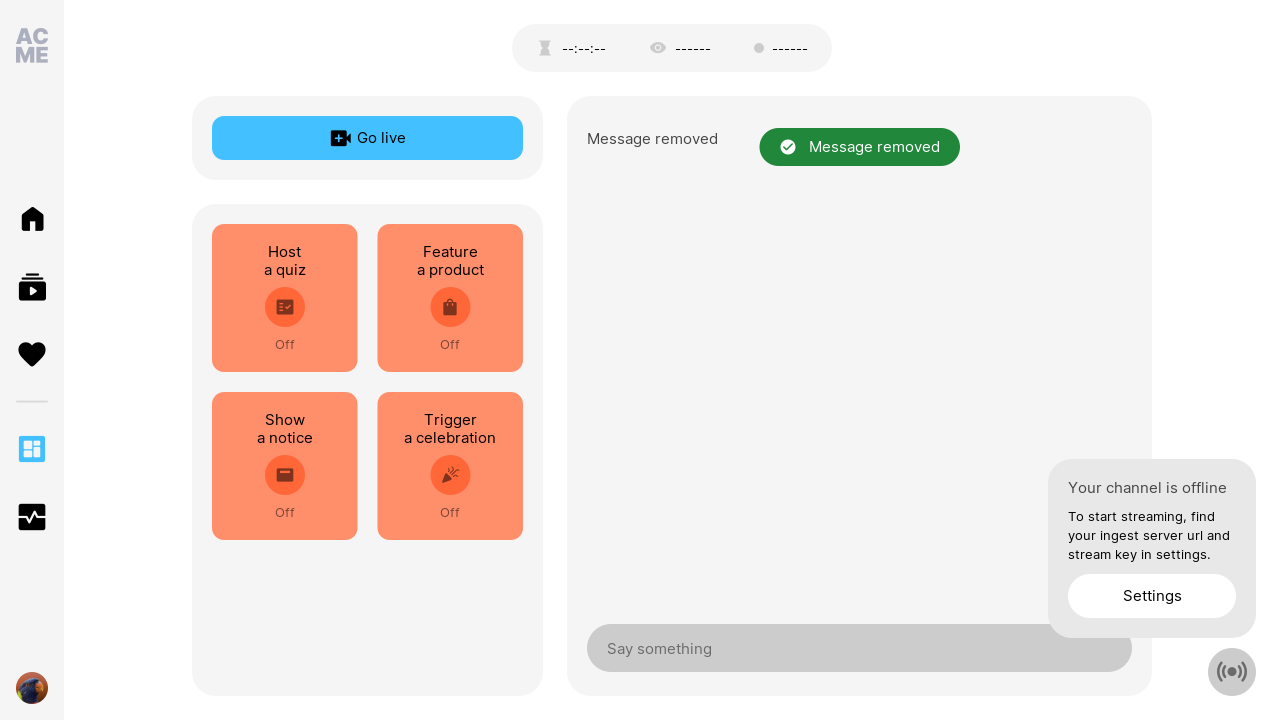 AC
ME
--:--:--
------
------
Go live
Message removed
Message removed
Host
a quiz
Off
Feature
a product
Off
Show
a notice
Off
Trigger
a celebration
Off
Your channel is offline
To start streaming, find
your ingest server url and
stream key in settings.
Settings
Say something